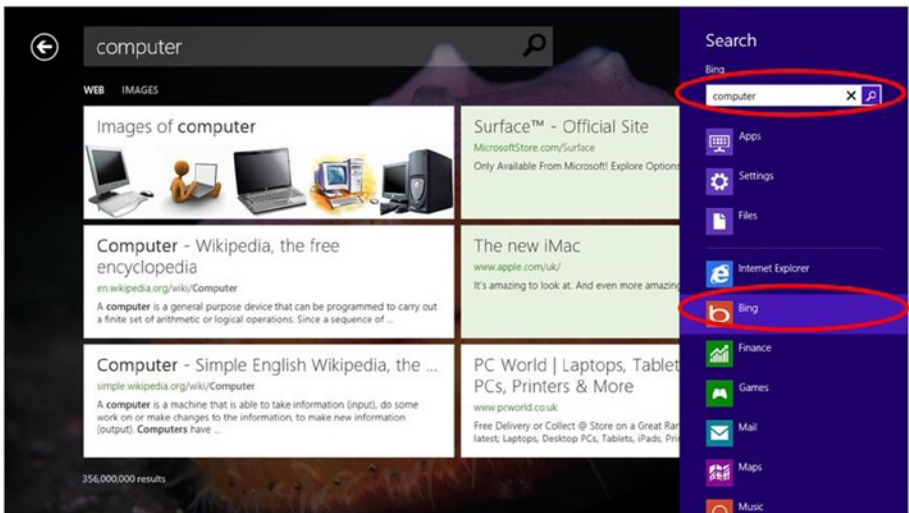 computer
WEB IMAGES
Images of computer
Computer - Wikipedia, the free
encyclopedia
en.wikipedia.org/wiki/Computer
A computer is a general purpose device that can be programmed to carry out
a finite set of arithmetic or logical operations. Since a sequence of ...
Computer - Simple English Wikipedia, the ...
simple.wikipedia.org/wiki/Computer
A computer is a machine that is able to take information (input), do some
work on or make changes to the information, to make new information
(output). Computers have ...
356,000,000 results
Surface™ - Official Site
MicrosoftStore.com/Surface
Only Available From Microsoft! Explore Options
The new iMac
www.apple.com/uk/
It's amazing to look at. And even more amazing
PC World | Laptops, Tablet
PCs, Printers & More
www.pcworld.co.uk
Free Delivery or Collect @ Store on a Great Ran
latest; Laptops, Desktop PCs, Tablets, iPads, Prin
Search
Bing
computer
Apps
Settings
Files
Internet Explorer
Bing
Finance
Games
Mail
Maps
Music